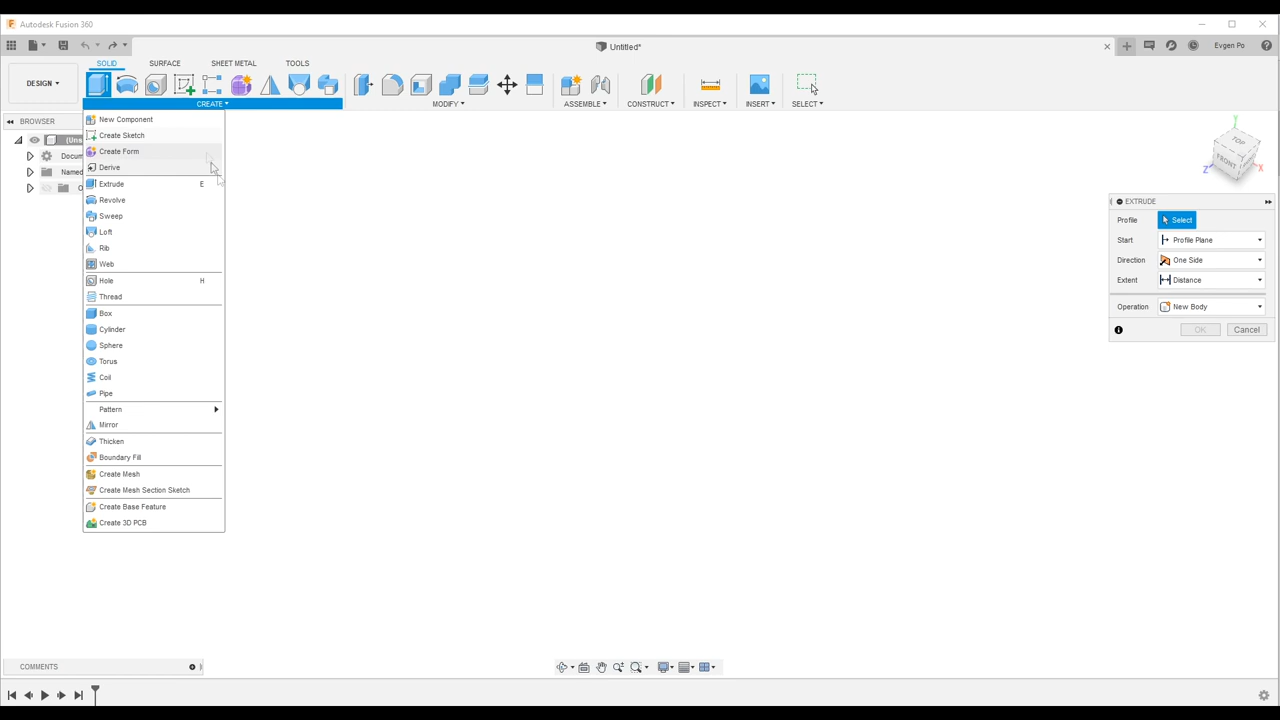 Autodesk Fusion 360
Untitled*
Evgen Po
DESIGN
SOLID SURFACE SHEET METAL TOOLS
CREATE MODIFY ASSEMBLE CONSTRUCT INSPECT INSERT SELECT
BROWSER
(Uns
Docum
Named
O
New Component
Create Sketch
Create Form
Derive
Extrude E
Revolve
Sweep
Loft
Rib
Web
Hole H
Thread
Box
Cylinder
Sphere
Torus
Coil
Pipe
Pattern
Mirror
Thicken
Boundary Fill
Create Mesh
Create Mesh Section Sketch
Create Base Feature
Create 3D PCB
Y
TOP
FRONT
Z
X
EXTRUDE
Profile Select
Start Profile Plane
Direction One Side
Extent Distance
Operation New Body
OK Cancel
COMMENTS